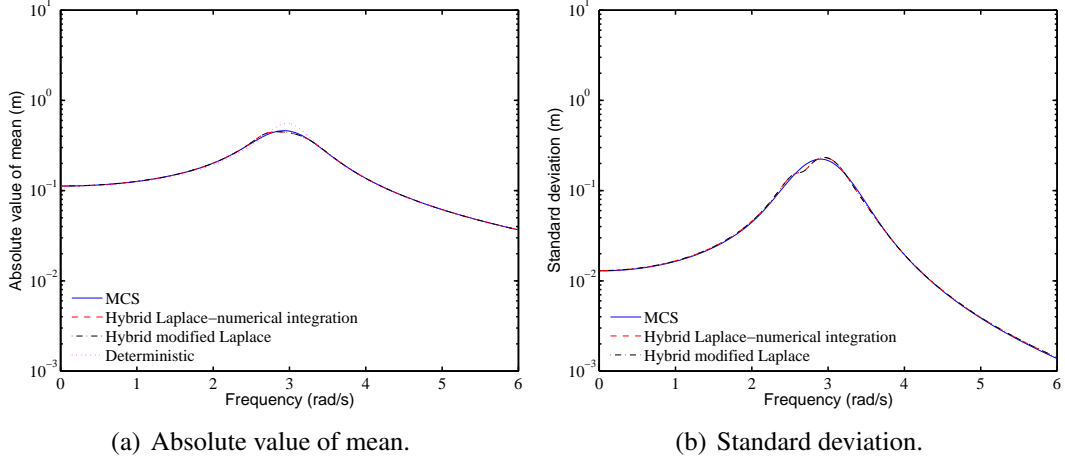 10^1
10^0
10^-1
10^-2
10^-3
Absolute value of mean (m)
MCS
Hybrid Laplace−numerical integration
Hybrid modified Laplace
Deterministic
0 1 2 3 4 5 6
Frequency (rad/s)
(a) Absolute value of mean.
10^1
10^0
10^-1
10^-2
10^-3
Standard deviation (m)
MCS
Hybrid Laplace−numerical integration
Hybrid modified Laplace
0 1 2 3 4 5 6
Frequency (rad/s)
(b) Standard deviation.